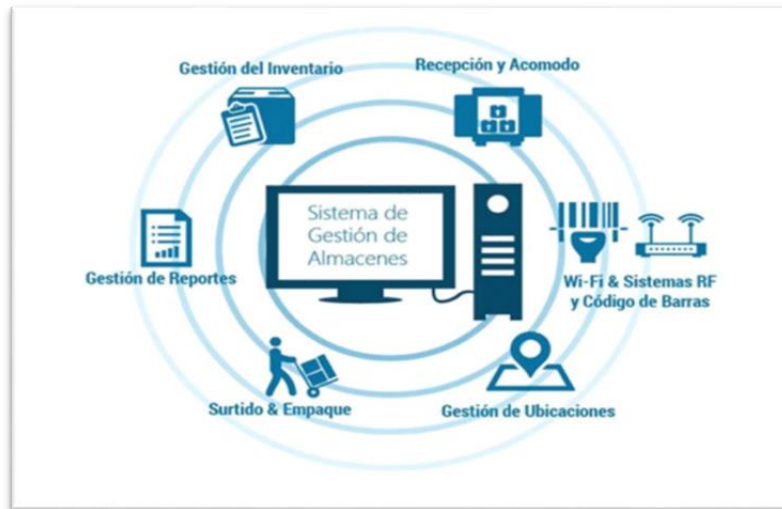 Gestión del Inventario
Recepción y Acomodo
Sistema de
Gestión de
Almacenes
Gestión de Reportes
Wi-Fi & Sistemas RF
y Código de Barras
Surtido & Empaque
Gestión de Ubicaciones